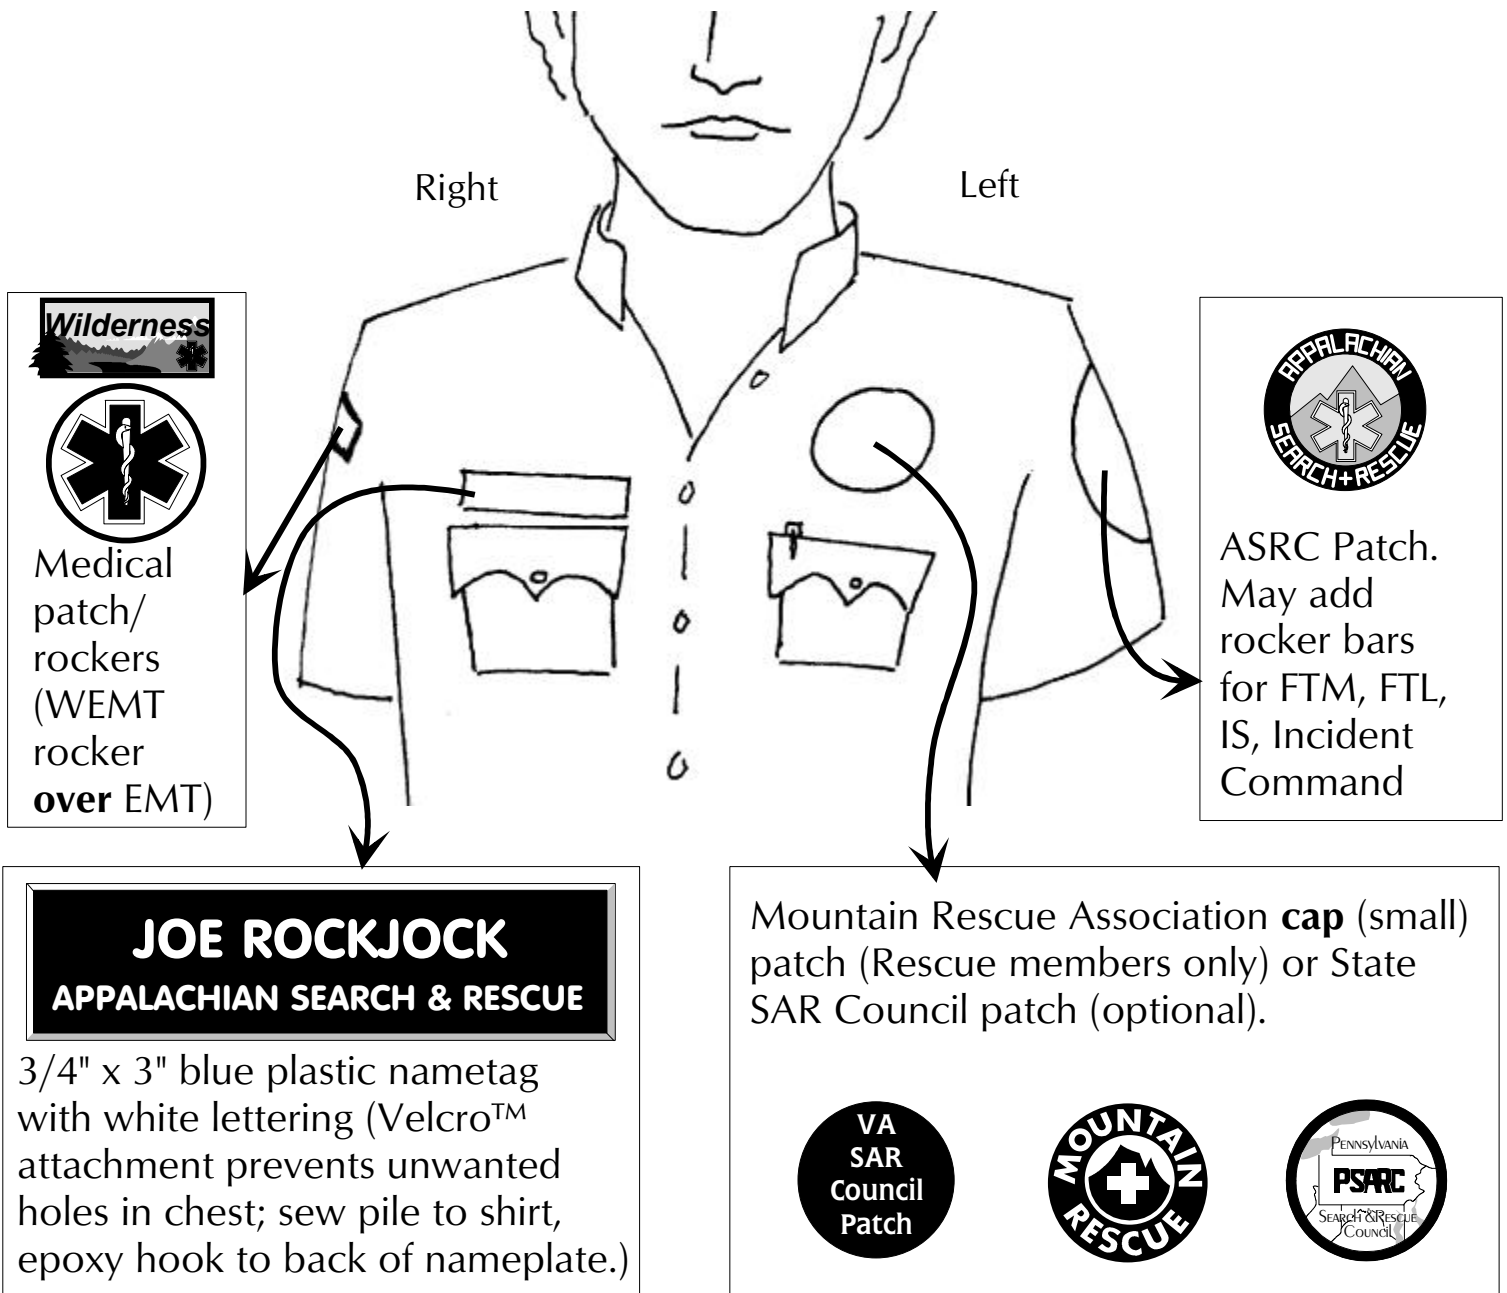 Right
Left
Wilderness
Medical
patch/
rockers
(WEMT
rocker
over EMT)
APPALACHIAN
SEARCH+RESCUE
ASRC Patch.
May add
rocker bars
for FTM, FTL,
IS, Incident
Command
JOE ROCKJOCK
APPALACHIAN SEARCH & RESCUE
3/4" x 3" blue plastic nametag
with white lettering (Velcro™
attachment prevents unwanted
holes in chest; sew pile to shirt,
epoxy hook to back of nameplate.)
Mountain Rescue Association cap (small)
patch (Rescue members only) or State
SAR Council patch (optional).
VA
SAR
Council
Patch
MOUNTAIN
RESCUE
PENNSYLVANIA
PSARC
SEARCH & RESCUE
COUNCIL